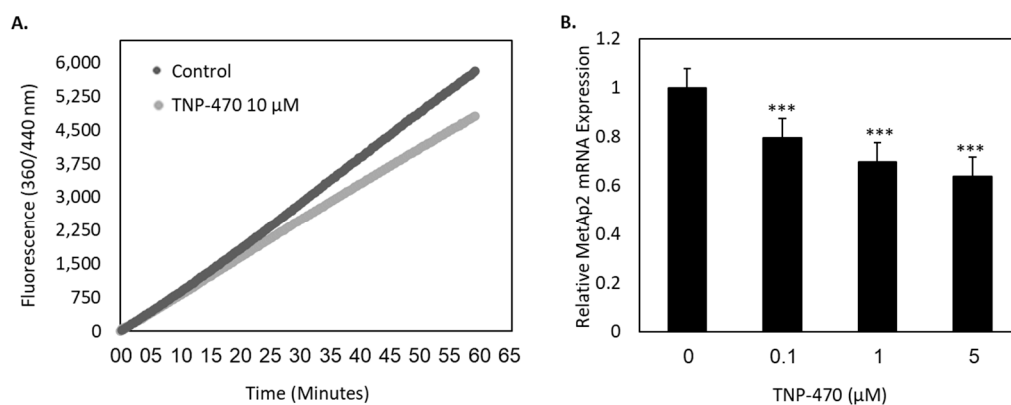 A.
Fluorescence (360/440 nm)
6,000
5,250
4,500
3,750
3,000
2,250
1,500
750
0
Control
TNP-470 10 µM
00 05 10 15 20 25 30 35 40 45 50 55 60 65
Time (Minutes)
B.
Relative MetAp2 mRNA Expression
1.2
1
0.8
0.6
0.4
0.2
0
***
***
***
0 0.1 1 5
TNP-470 (µM)